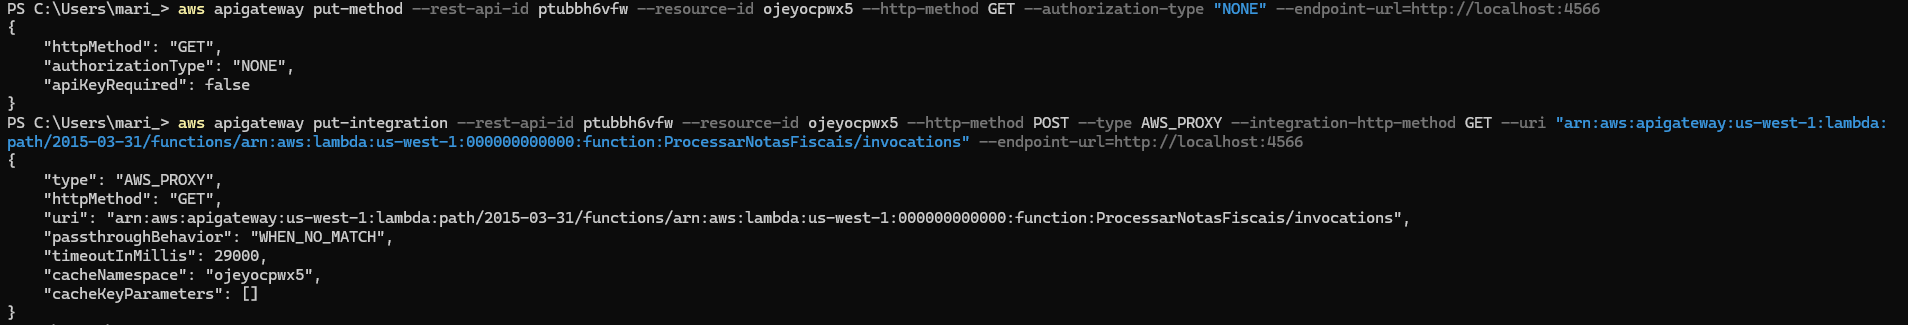 PS C:\Users\mari_> aws apigateway put-method --rest-api-id ptubbh6vfw --resource-id ojeyocpwx5 --http-method GET --authorization-type "NONE" --endpoint-url=http://localhost:4566
{
    "httpMethod": "GET",
    "authorizationType": "NONE",
    "apiKeyRequired": false
}
PS C:\Users\mari_> aws apigateway put-integration --rest-api-id ptubbh6vfw --resource-id ojeyocpwx5 --http-method POST --type AWS_PROXY --integration-http-method GET --uri "arn:aws:apigateway:us-west-1:lambda:
path/2015-03-31/functions/arn:aws:lambda:us-west-1:000000000000:function:ProcessarNotasFiscais/invocations" --endpoint-url=http://localhost:4566
{
    "type": "AWS_PROXY",
    "httpMethod": "GET",
    "uri": "arn:aws:apigateway:us-west-1:lambda:path/2015-03-31/functions/arn:aws:lambda:us-west-1:000000000000:function:ProcessarNotasFiscais/invocations",
    "passthroughBehavior": "WHEN_NO_MATCH",
    "timeoutInMillis": 29000,
    "cacheNamespace": "ojeyocpwx5",
    "cacheKeyParameters": []
}